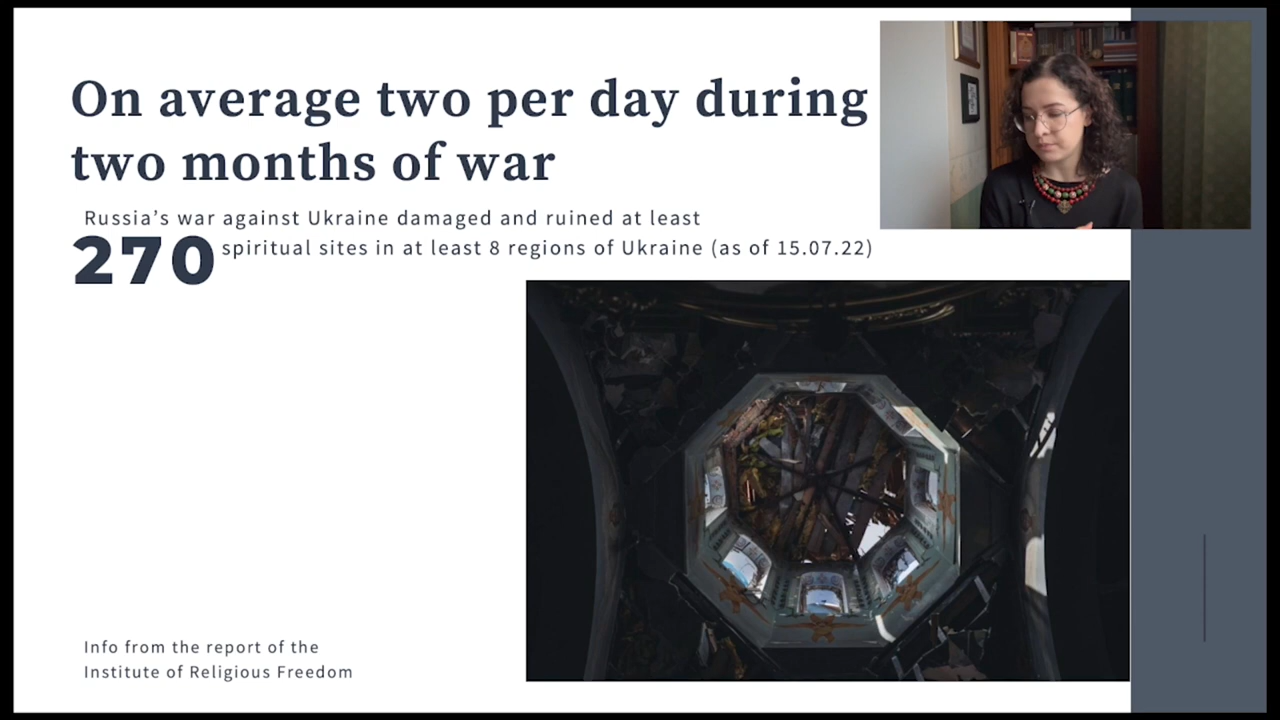 On average two per day during
two months of war
Russia’s war against Ukraine damaged and ruined at least
270 spiritual sites in at least 8 regions of Ukraine (as of 15.07.22)
Info from the report of the
Institute of Religious Freedom